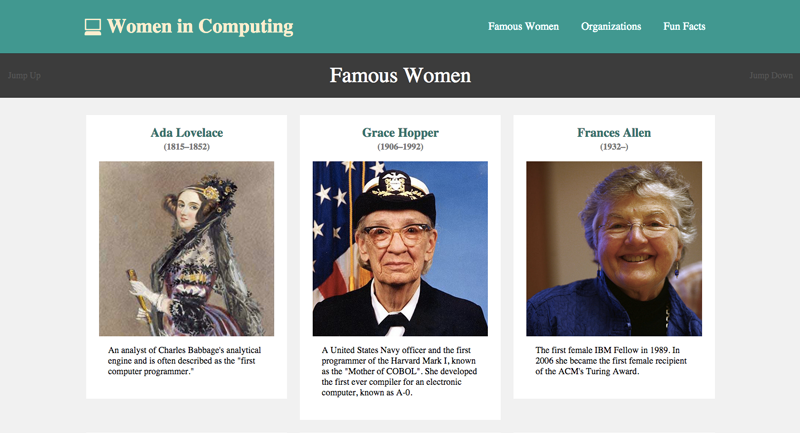 Women in Computing
Famous Women Organizations Fun Facts
Jump Up
Famous Women
Jump Down
Ada Lovelace
(1815–1852)
An analyst of Charles Babbage's analytical
engine and is often described as the "first
computer programmer."
Grace Hopper
(1906–1992)
A United States Navy officer and the first
programmer of the Harvard Mark I, known
as the "Mother of COBOL". She developed
the first ever compiler for an electronic
computer, known as A-0.
Frances Allen
(1932–)
The first female IBM Fellow in 1989. In
2006 she became the first female recipient
of the ACM's Turing Award.